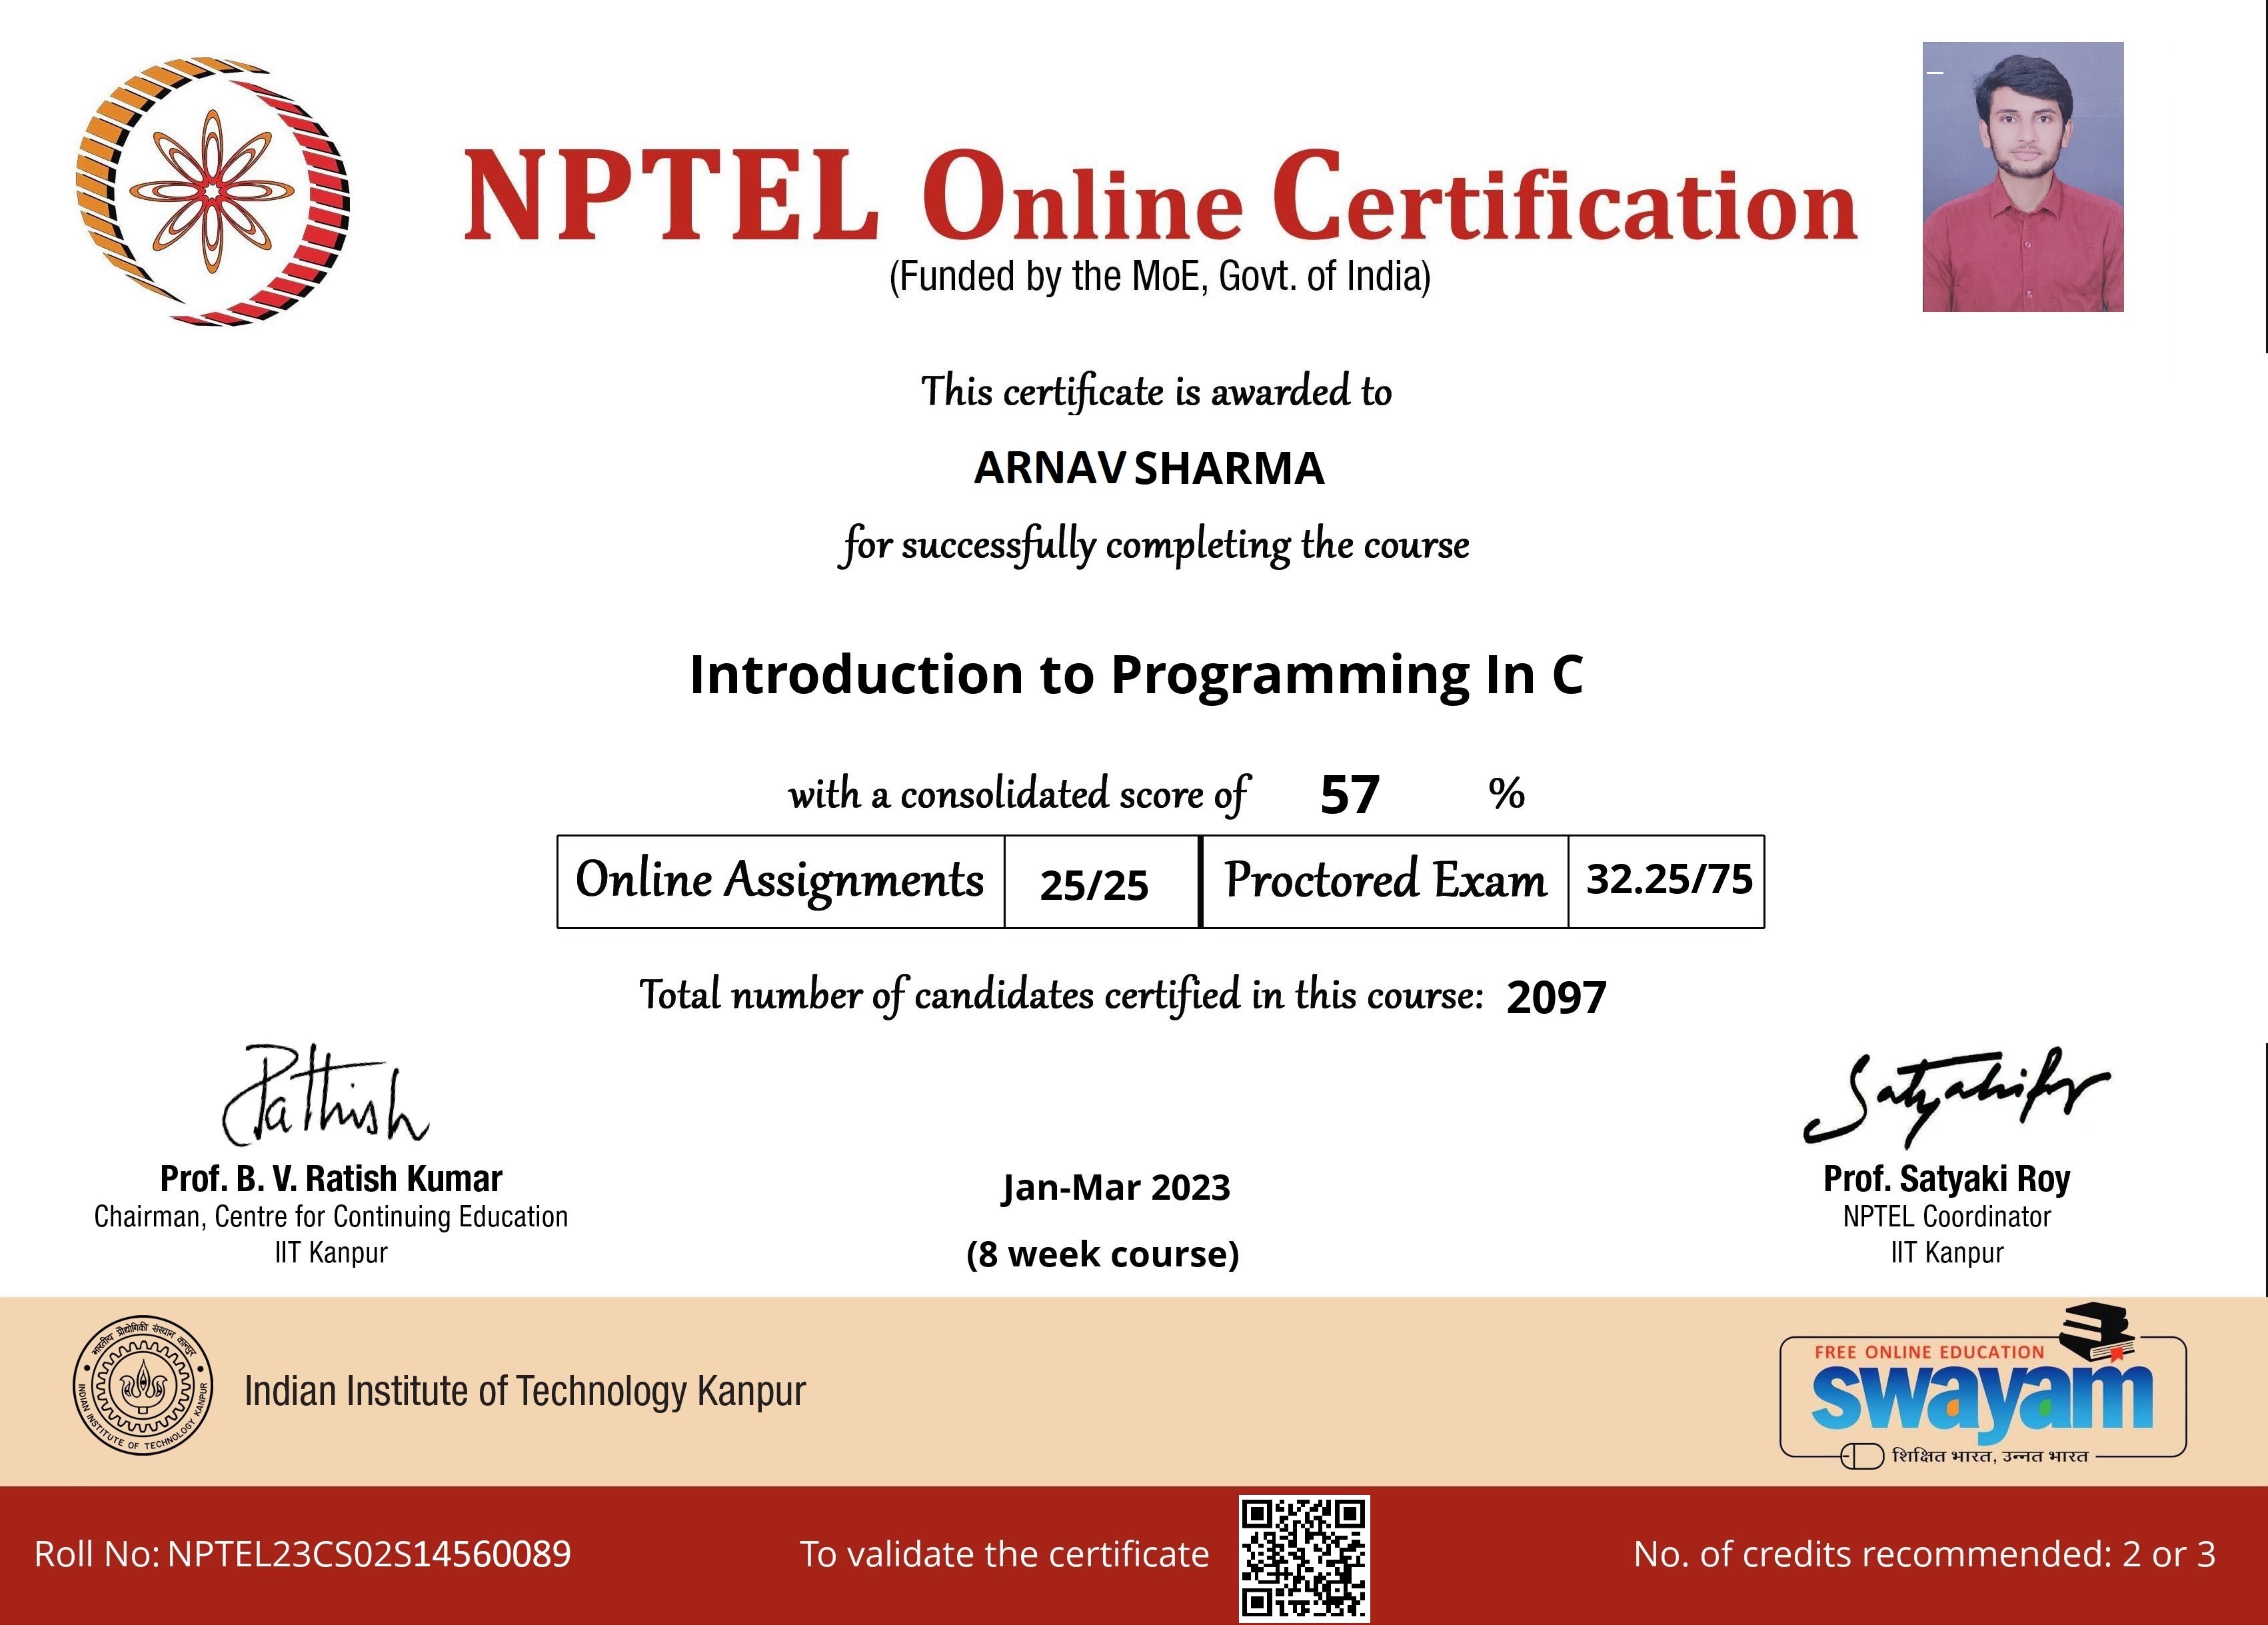 NPTEL Online Certification
(Funded by the MoE, Govt. of India)
This certificate is awarded to
ARNAV SHARMA
for successfully completing the course
Introduction to Programming In C
with a consolidated score of 57 %
Online Assignments 25/25 Proctored Exam 32.25/75
Total number of candidates certified in this course: 2097
Prof. B. V. Ratish Kumar
Chairman, Centre for Continuing Education
IIT Kanpur
Jan-Mar 2023
(8 week course)
Prof. Satyaki Roy
NPTEL Coordinator
IIT Kanpur
भारतीय प्रौद्योगिकी संस्थान कानपुर
INDIAN INSTITUTE OF TECHNOLOGY KANPUR
Indian Institute of Technology Kanpur
FREE ONLINE EDUCATION
swayam
शिक्षित भारत, उन्नत भारत
Roll No: NPTEL23CS02S14560089
To validate the certificate
No. of credits recommended: 2 or 3